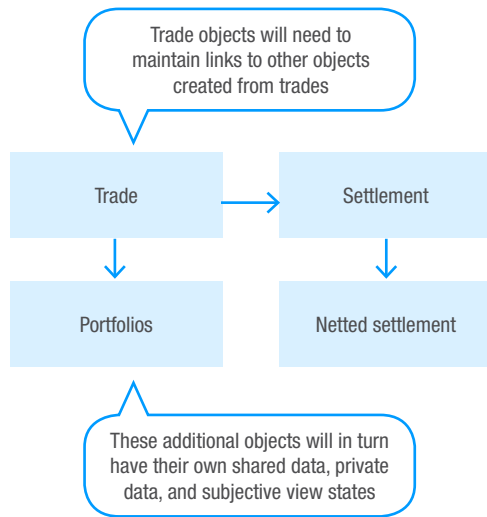 Trade objects will need to
maintain links to other objects
created from trades
Trade
Settlement
Portfolios
Netted settlement
These additional objects will in turn
have their own shared data, private
data, and subjective view states